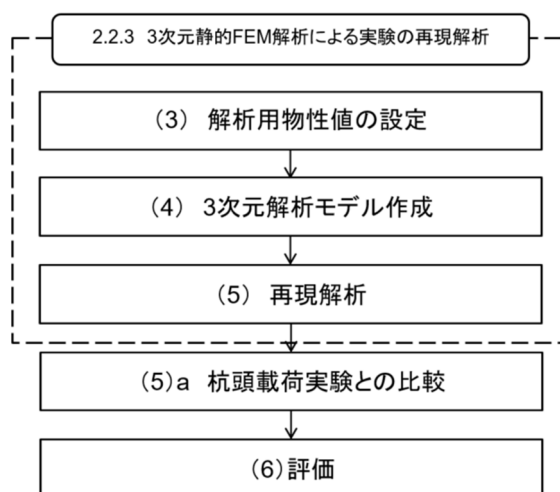 2.2.3 3次元静的FEM解析による実験の再現解析
(3) 解析用物性値の設定
(4) 3次元解析モデル作成
(5) 再現解析
(5)a 杭頭載荷実験との比較
(6)評価